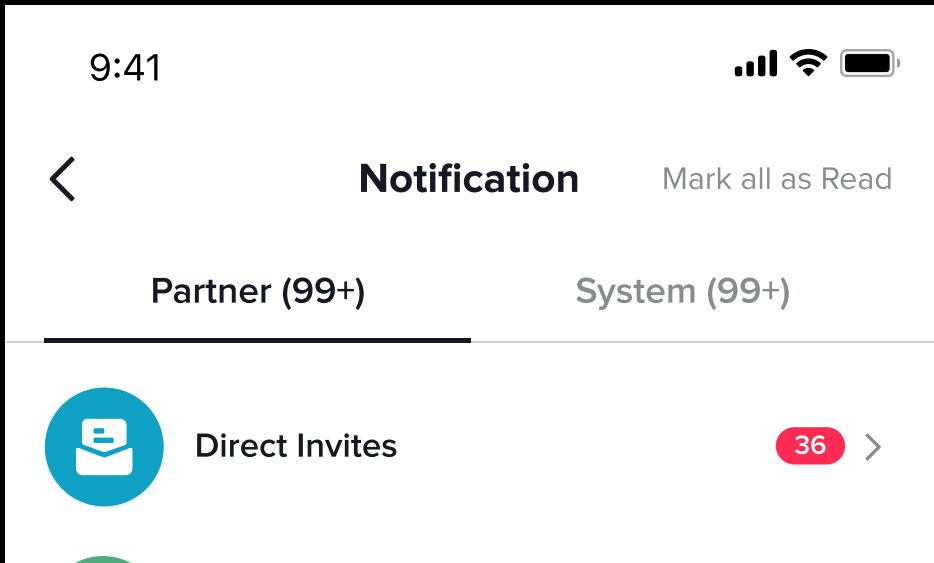 9:41
Notification
Mark all as Read
Partner (99+)
System (99+)
Direct Invites
36